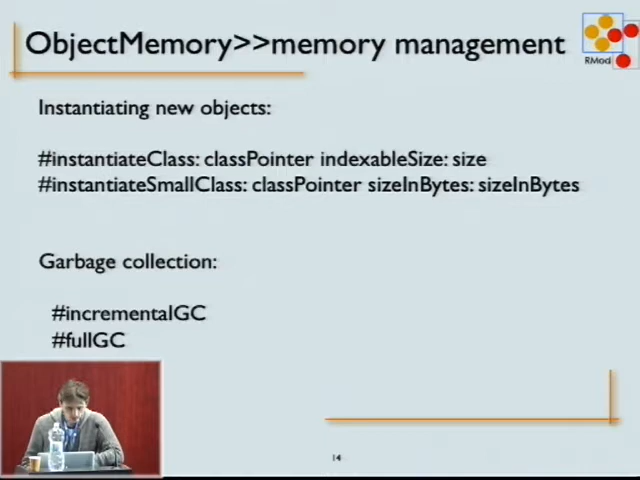 ObjectMemory>>memory management
RMod
Instantiating new objects:
#instantiateClass: classPointer indexableSize: size
#instantiateSmallClass: classPointer sizeInBytes: sizeInBytes
Garbage collection:
#incrementalGC
#fullGC
14